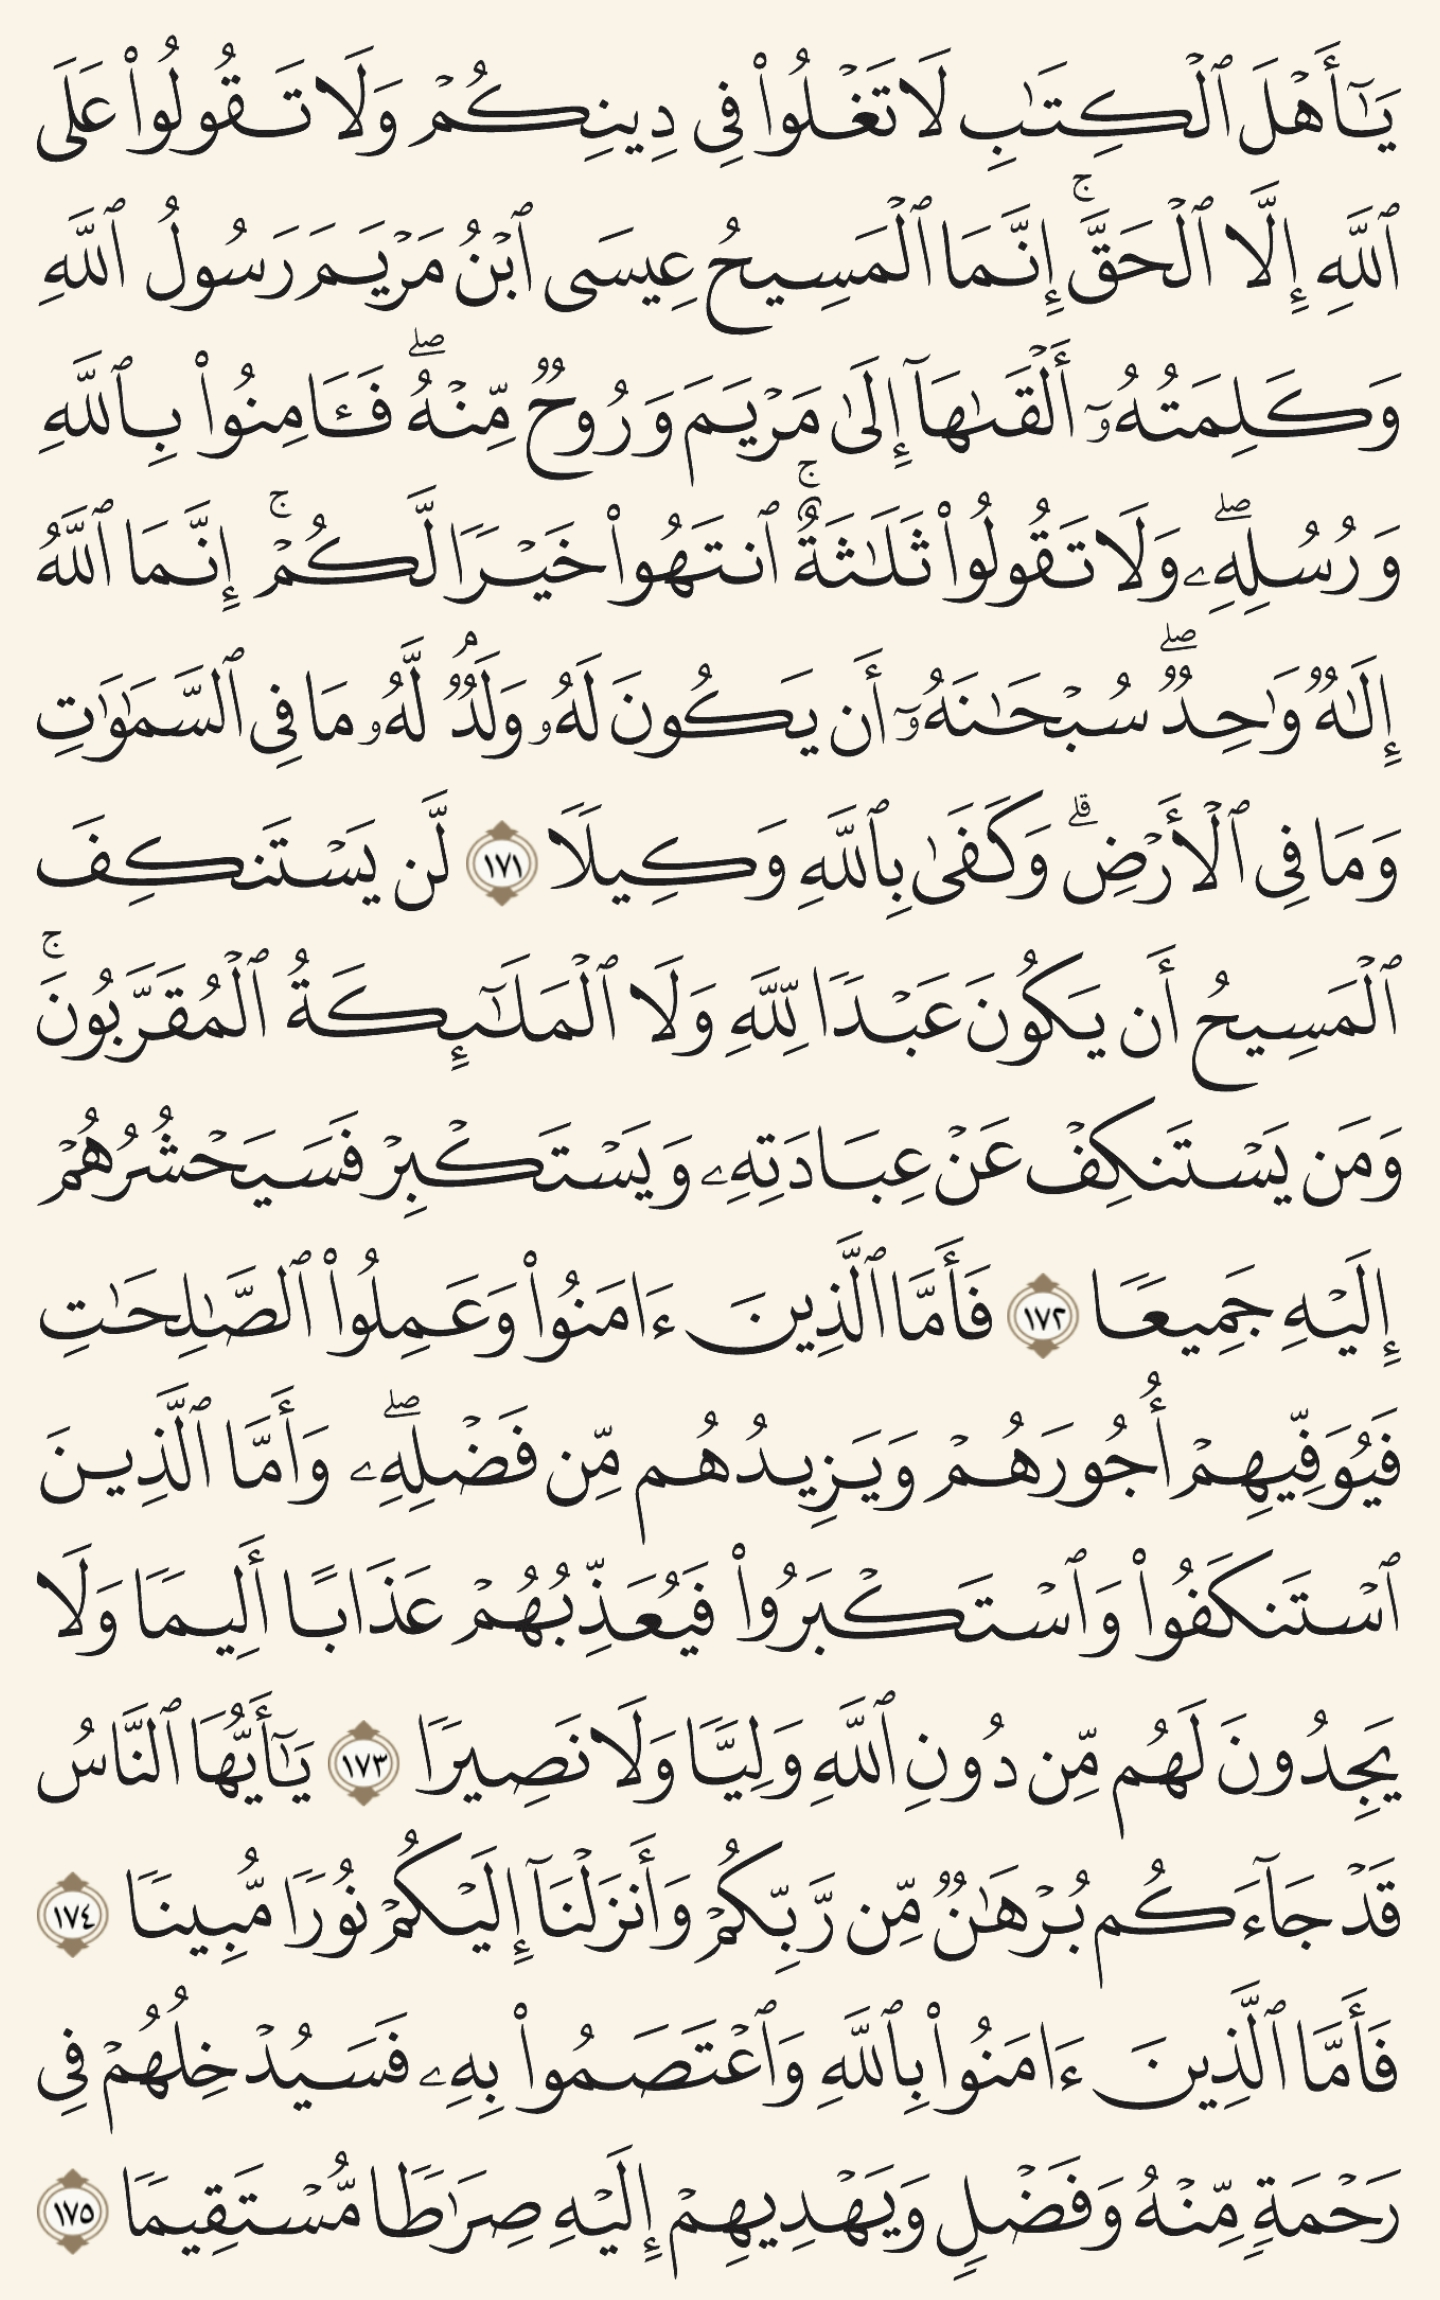 يَـٰٓأَهْلَ ٱلْكِتَـٰبِ لَا تَغْلُوا۟ فِى دِينِكُمْ وَلَا تَقُولُوا۟ عَلَى
ٱللَّهِ إِلَّا ٱلْحَقَّ ۚ إِنَّمَا ٱلْمَسِيحُ عِيسَى ٱبْنُ مَرْيَمَ رَسُولُ ٱللَّهِ
وَكَلِمَتُهُۥٓ أَلْقَىٰهَآ إِلَىٰ مَرْيَمَ وَرُوحٌ مِّنْهُ ۖ فَـَٔامِنُوا۟ بِٱللَّهِ
وَرُسُلِهِۦ ۖ وَلَا تَقُولُوا۟ ثَلَـٰثَةٌ ۚ ٱنتَهُوا۟ خَيْرًا لَّكُمْ ۚ إِنَّمَا ٱللَّهُ
إِلَـٰهٌ وَٰحِدٌ ۖ سُبْحَـٰنَهُۥٓ أَن يَكُونَ لَهُۥ وَلَدٌ ۘ لَّهُۥ مَا فِى ٱلسَّمَـٰوَٰتِ
وَمَا فِى ٱلْأَرْضِ ۗ وَكَفَىٰ بِٱللَّهِ وَكِيلًا ١٧١ لَّن يَسْتَنكِفَ
ٱلْمَسِيحُ أَن يَكُونَ عَبْدًا لِّلَّهِ وَلَا ٱلْمَلَـٰٓئِكَةُ ٱلْمُقَرَّبُونَ ۚ
وَمَن يَسْتَنكِفْ عَنْ عِبَادَتِهِۦ وَيَسْتَكْبِرْ فَسَيَحْشُرُهُمْ
إِلَيْهِ جَمِيعًا ١٧٢ فَأَمَّا ٱلَّذِينَ ءَامَنُوا۟ وَعَمِلُوا۟ ٱلصَّـٰلِحَـٰتِ
فَيُوَفِّيهِمْ أُجُورَهُمْ وَيَزِيدُهُم مِّن فَضْلِهِۦ ۖ وَأَمَّا ٱلَّذِينَ
ٱسْتَنكَفُوا۟ وَٱسْتَكْبَرُوا۟ فَيُعَذِّبُهُمْ عَذَابًا أَلِيمًا وَلَا
يَجِدُونَ لَهُم مِّن دُونِ ٱللَّهِ وَلِيًّا وَلَا نَصِيرًا ١٧٣ يَـٰٓأَيُّهَا ٱلنَّاسُ
قَدْ جَآءَكُم بُرْهَـٰنٌ مِّن رَّبِّكُمْ وَأَنزَلْنَآ إِلَيْكُمْ نُورًا مُّبِينًا ١٧٤
فَأَمَّا ٱلَّذِينَ ءَامَنُوا۟ بِٱللَّهِ وَٱعْتَصَمُوا۟ بِهِۦ فَسَيُدْخِلُهُمْ فِى
رَحْمَةٍ مِّنْهُ وَفَضْلٍ وَيَهْدِيهِمْ إِلَيْهِ صِرَٰطًا مُّسْتَقِيمًا ١٧٥